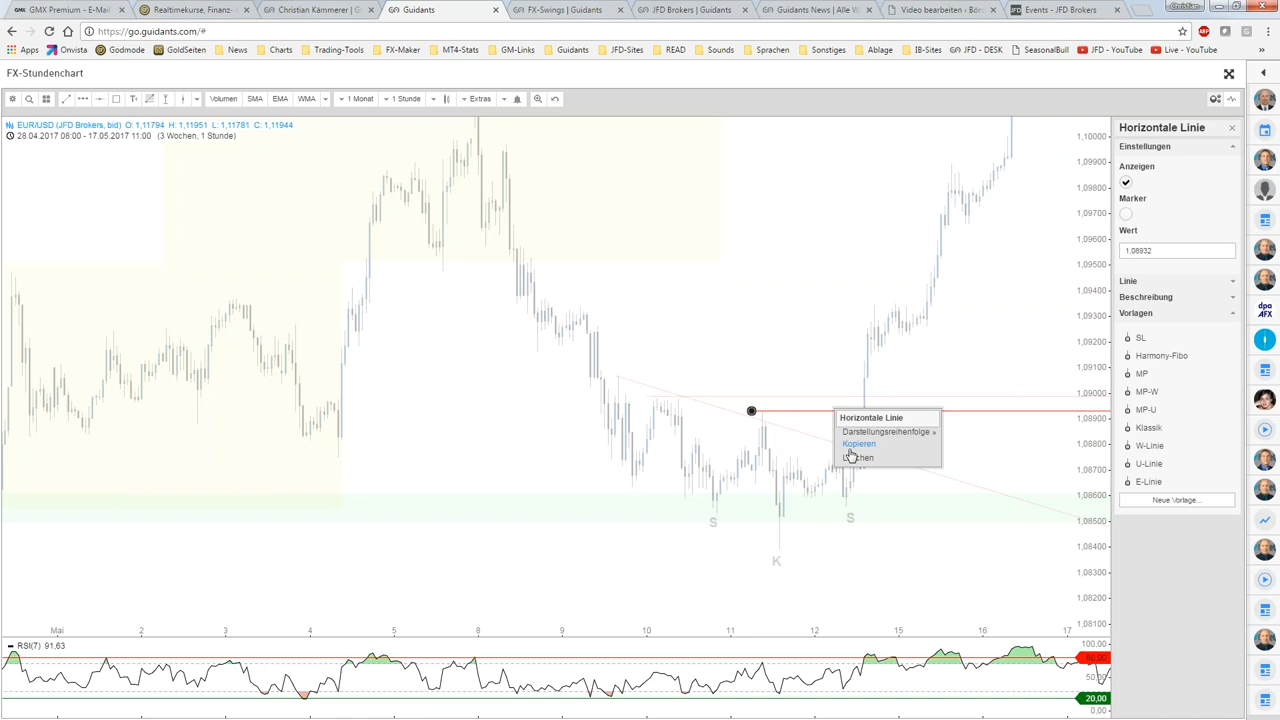 GMX Premium - E-Mail
Realtimekurse, Finanz-
Christian Kämmerer | G
Guidants
FX-Swings | Guidants
JFD Brokers | Guidants
Guidants News | Alle W
Video bearbeiten - Börs
Events - JFD Brokers
Christian
https://go.guidants.com/#
Apps Onvista Godmode GoldSeiten News Charts Trading-Tools FX-Maker MT4-Stats GM-Links Guidants JFD-Sites READ Sounds Sprachen Sonstiges Ablage IB-Sites JFD - DESK SeasonalBull JFD - YouTube Live - YouTube
FX-Stundenchart
Volumen SMA EMA WMA 1 Monat 1 Stunde Extras
EUR/USD (JFD Brokers, bid) O: 1,11794 H: 1,11951 L: 1,11781 C: 1,11944
28.04.2017 08:00 - 17.05.2017 11:00 (3 Wochen, 1 Stunde)
1,10000
1,09900
1,09800
1,09700
1,09600
1,09500
1,09400
1,09300
1,09200
1,09100
1,09000
1,08900
1,08800
1,08700
1,08600
1,08500
1,08400
1,08300
1,08200
1,08100
Horizontale Linie
Darstellungsreihenfolge »
Kopieren
S
K
S
Mai 2 3 4 5 8 10 11 12 15 16 17
RSI(7) 91,63
100,00
80,00
50,00
20,00
0,00
Horizontale Linie
Einstellungen
Anzeigen
Marker
Wert
1,08932
Linie
Beschreibung
Vorlagen
SL
Harmony-Fibo
MP
MP-W
MP-U
Klassik
W-Linie
U-Linie
E-Linie
Neue Vorlage...
dpa
AFX